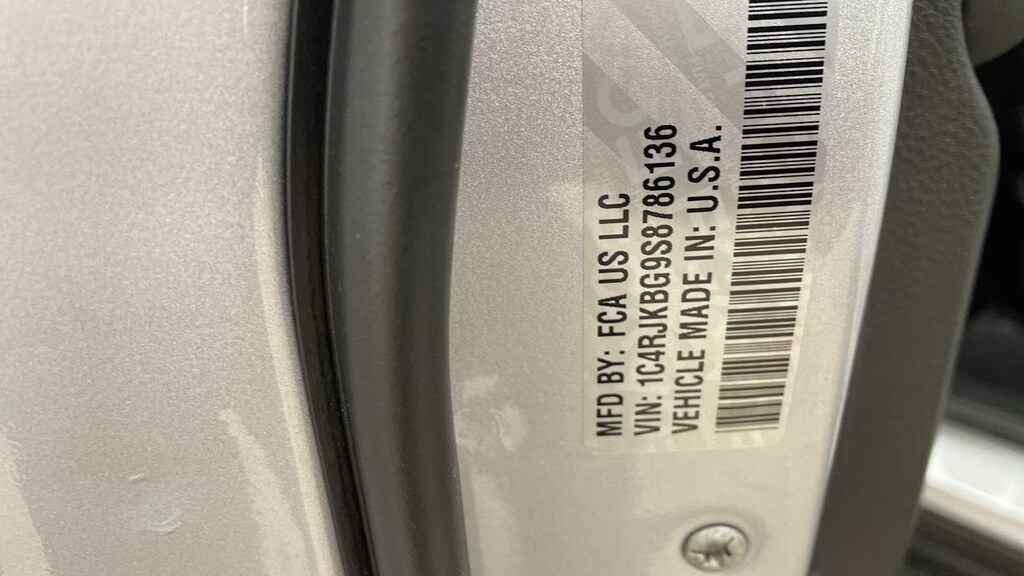 MFD BY: FCA US LLC
VIN: 1C4RJKBG9S8786136
VEHICLE MADE IN: U.S.A.